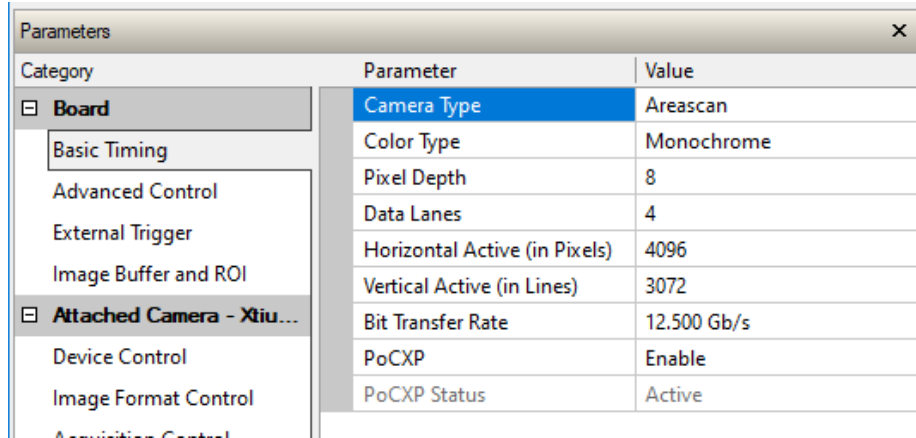 Parameters
Category
Parameter Value
Board
Camera Type Areascan
Basic Timing
Color Type Monochrome
Advanced Control
Pixel Depth 8
Data Lanes 4
External Trigger
Horizontal Active (in Pixels) 4096
Image Buffer and ROI
Vertical Active (in Lines) 3072
Attached Camera - Xtiu...
Bit Transfer Rate 12.500 Gb/s
Device Control
PoCXP Enable
Image Format Control
PoCXP Status Active